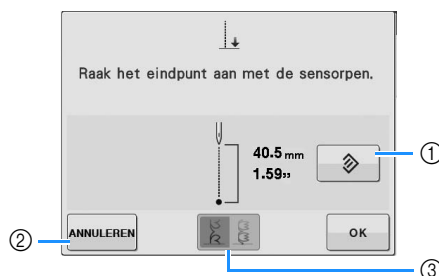 Raak het eindpunt aan met de sensorpen.
40.5 mm
1.59"
①
ANNULEREN
OK
②
③